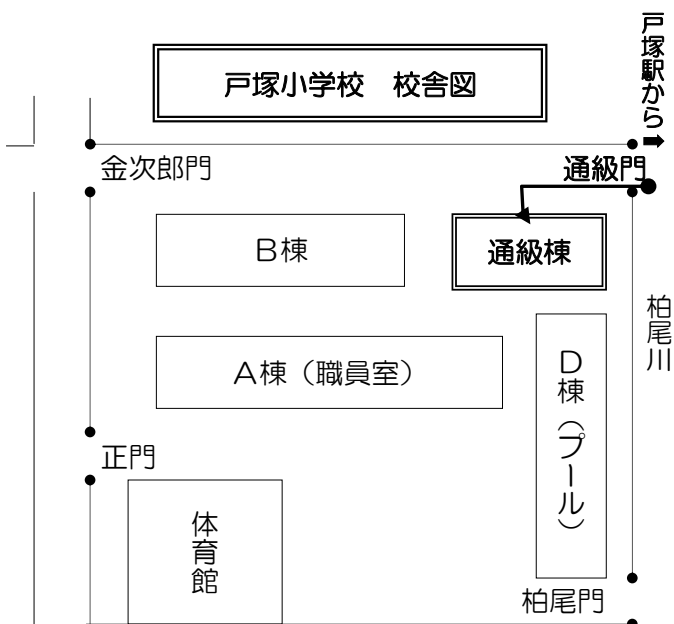 戸塚小学校　校舎図
戸塚駅から➡
金次郎門
通級門
B棟
通級棟
柏尾川
A棟（職員室）
D棟（プール）
正門
体育館
柏尾門